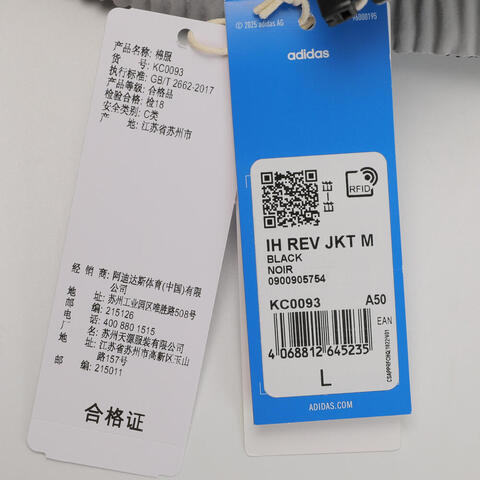 产品名称: 棉服
货 号: KC0093
执行标准: GB/T 2662-2017
产品等级: 合格品
检验合格: 检18
安全类别: C类
产 地: 江苏省苏州市
经 销 商: 阿迪达斯体育(中国)有限
公司
地 址: 苏州工业园区唯胜路508号
邮 编: 215126
电 话: 400 880 1515
厂 名: 苏州天源服装有限公司
地 址: 江苏省苏州市高新区玉山
路157号
邮 编: 215011
合格证
© 2025 adidas AG
96000195
adidas
RFID
IH REV JKT M
BLACK
NOIR
0900905754
KC0093 A50
EAN
4 068812 645235
L
ADIDAS.COM